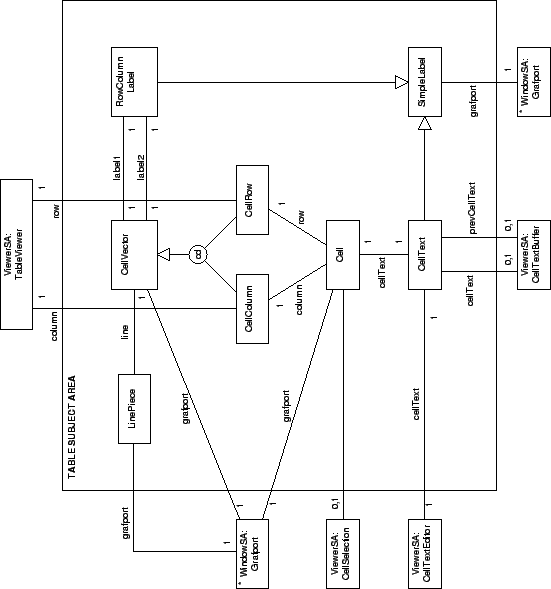 TABLE SUBJECT AREA
ViewerSA:
TableViewer
1
row
1
column
RowColumn
Label
1
label1
1
label2
CellVector
1
line
LinePiece
grafport
1
grafport
1
* WindowSA:
Grafport
1
CellRow
cd
CellColumn
1
row
1
column
Cell
grafport
0,1
ViewerSA:
CellSelection
1
1
cellText
SimpleLabel
CellText
1
cellText
1
ViewerSA:
CellTextEditor
1
grafport
* WindowSA:
Grafport
prevCellText
0,1
0,1
cellText
ViewerSA:
CellTextBuffer